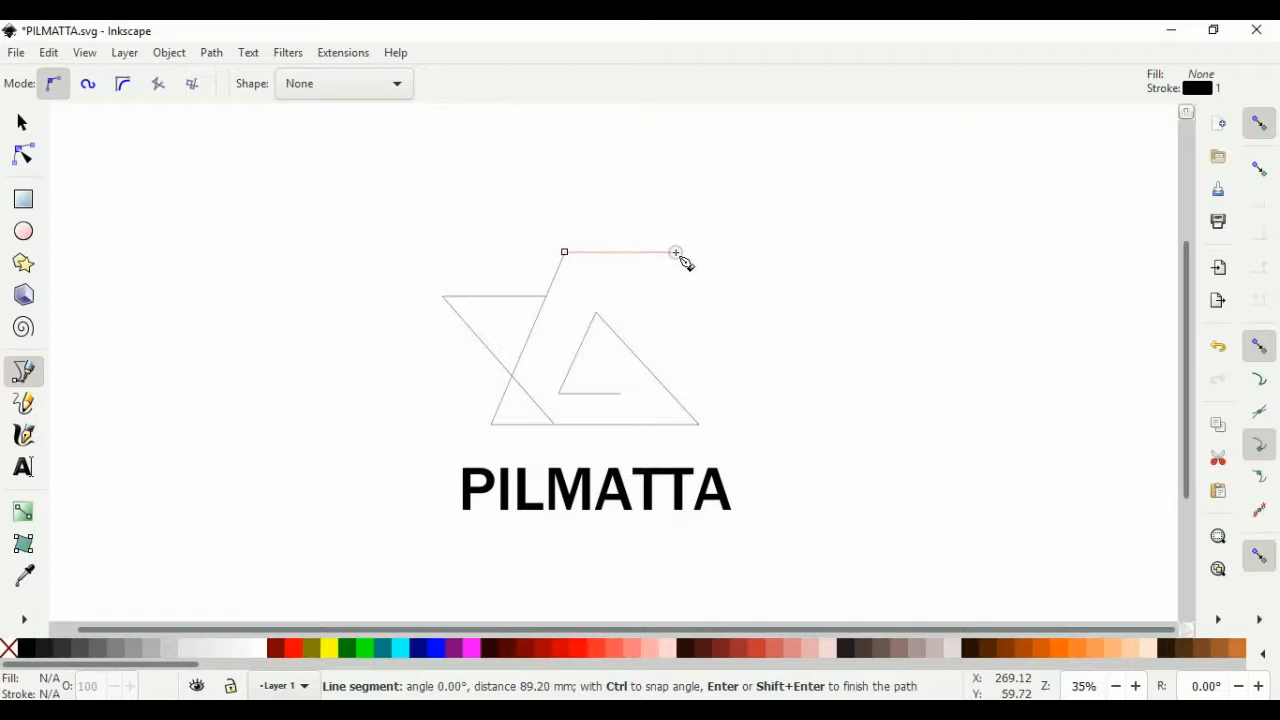 *PILMATTA.svg - Inkscape
File Edit View Layer Object Path Text Filters Extensions Help
Mode: Shape: None
Fill: None
Stroke: 1
PILMATTA
Fill: N/A
Stroke: N/A
O: 100
-Layer 1
Line segment: angle 0.00°, distance 89.20 mm; with Ctrl to snap angle, Enter or Shift+Enter to finish the path
X: 269.12
Y: 59.72
Z: 35%
R: 0.00°